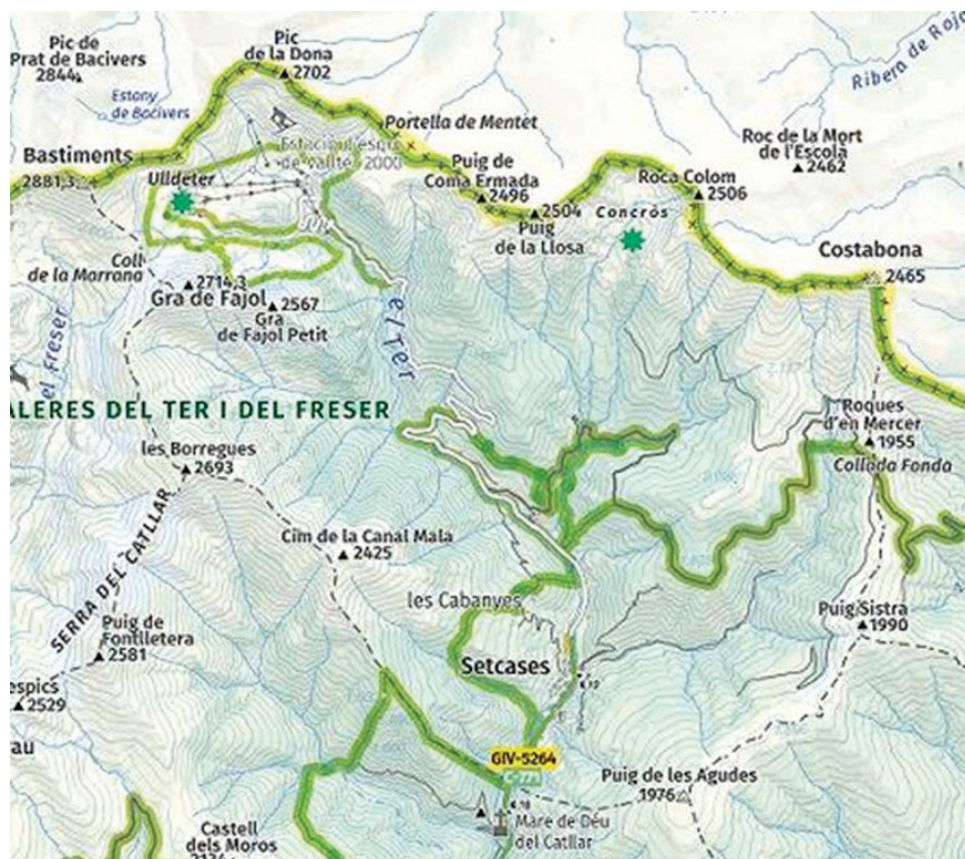 Pic de
Prat de Bacivers
2844
Pic
de la Dona
2702
Estany
de Bacivers
Ribera de Roja
Portella de Mentet
Roc de la Mort
de l'Escola
2462
Bastiments
2881,3
Ulldeter
2000
Puig de
Coma Ermada
2496
2504
Puig
de la Llosa
Roca Colom
2506
Concròs
Costabona
2465
Coll
de la Marrana
2714,3
Gra de Fajol
2567
Gra
de Fajol Petit
el Freser
el Ter
ALERES DEL TER I DEL FRESER
Roques
d'en Mercer
1955
Collada Fonda
les Borregues
2693
SERRA DEL CATLLAR
Cim de la Canal Mala
2425
les Cabanyes
Puig de
Fontlletera
2581
Puig Sistra
1990
Setcases
espics
2529
au
GIV-5264
C-771
Puig de les Agudes
1976
Mare de Déu
del Catllar
Castell
dels Moros